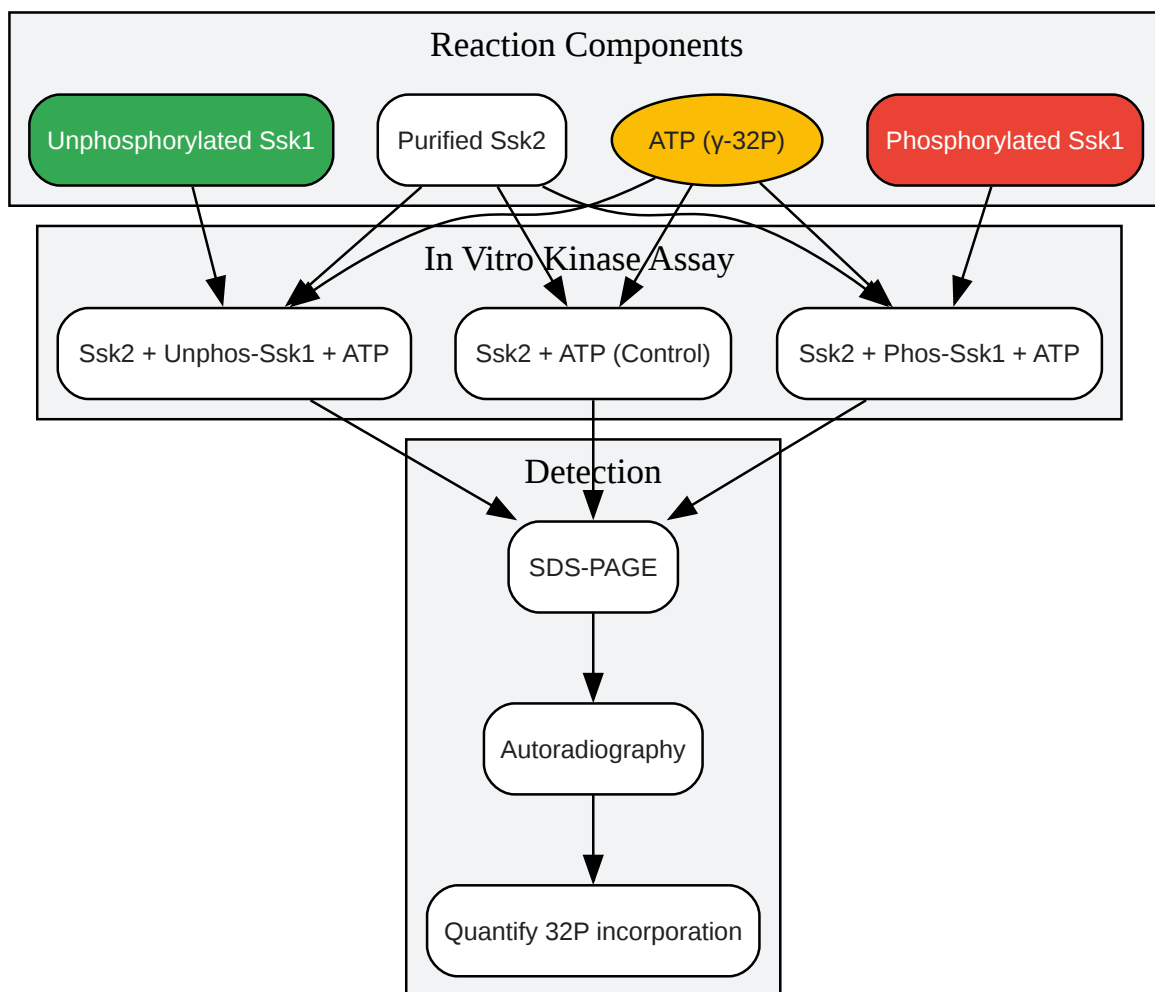 Reaction Components
Unphosphorylated Ssk1
Purified Ssk2
ATP (γ-32P)
Phosphorylated Ssk1
In Vitro Kinase Assay
Ssk2 + Unphos-Ssk1 + ATP
Ssk2 + ATP (Control)
Ssk2 + Phos-Ssk1 + ATP
Detection
SDS-PAGE
Autoradiography
Quantify 32P incorporation